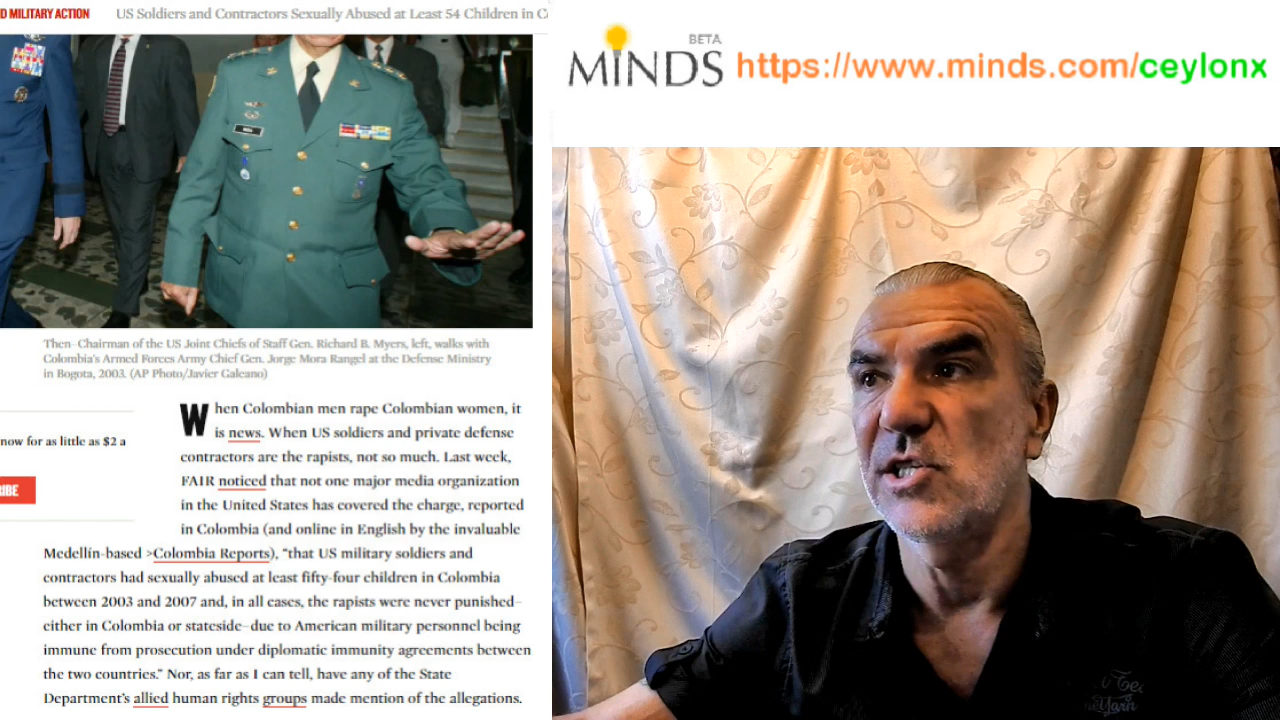 D MILITARY ACTION
US Soldiers and Contractors Sexually Abused at Least 54 Children in C
Then–Chairman of the US Joint Chiefs of Staff Gen. Richard B. Myers, left, walks with
Colombia's Armed Forces Army Chief Gen. Jorge Mora Rangel at the Defense Ministry
in Bogota, 2003. (AP Photo/Javier Galeano)
now for as little as $2 a
IBE
When Colombian men rape Colombian women, it
is news. When US soldiers and private defense
contractors are the rapists, not so much. Last week,
FAIR noticed that not one major media organization
in the United States has covered the charge, reported
in Colombia (and online in English by the invaluable
Medellín-based >Colombia Reports), “that US military soldiers and
contractors had sexually abused at least fifty-four children in Colombia
between 2003 and 2007 and, in all cases, the rapists were never punished–
either in Colombia or stateside–due to American military personnel being
immune from prosecution under diplomatic immunity agreements between
the two countries.” Nor, as far as I can tell, have any of the State
Department's allied human rights groups made mention of the allegations.
BETA
MINDS
https://www.minds.com/ceylonx